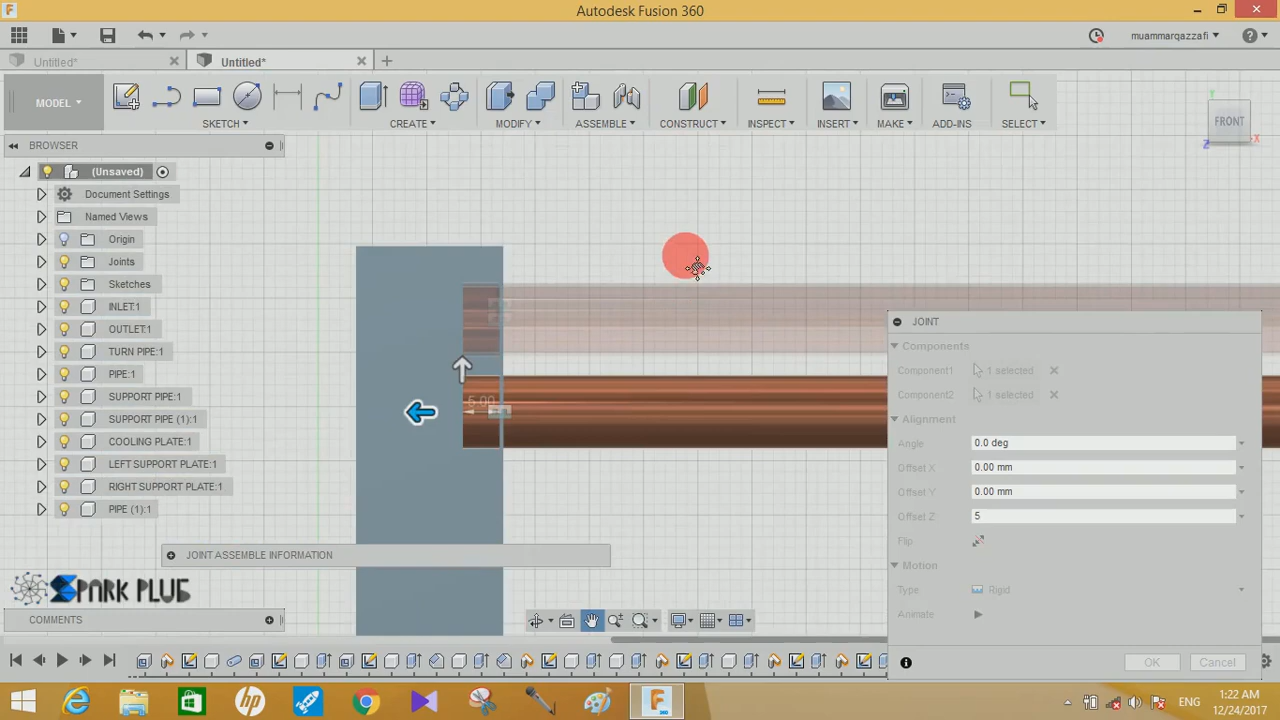 Autodesk Fusion 360
muammarqazzafi
Untitled*
Untitled*
MODEL
SKETCH
CREATE
MODIFY
ASSEMBLE
CONSTRUCT
INSPECT
INSERT
MAKE
ADD-INS
SELECT
FRONT
X
Y
Z
BROWSER
(Unsaved)
Document Settings
Named Views
Origin
Joints
Sketches
INLET:1
OUTLET:1
TURN PIPE:1
PIPE:1
SUPPORT PIPE:1
SUPPORT PIPE (1):1
COOLING PLATE:1
LEFT SUPPORT PLATE:1
RIGHT SUPPORT PLATE:1
PIPE (1):1
5.00
JOINT
Components
Component1 1 selected
Component2 1 selected
Alignment
Angle 0.0 deg
Offset X 0.00 mm
Offset Y 0.00 mm
Offset Z 5
Flip
Motion
Type Rigid
Animate
OK Cancel
JOINT ASSEMBLE INFORMATION
SPARK PLUG
COMMENTS
ENG
1:22 AM
12/24/2017